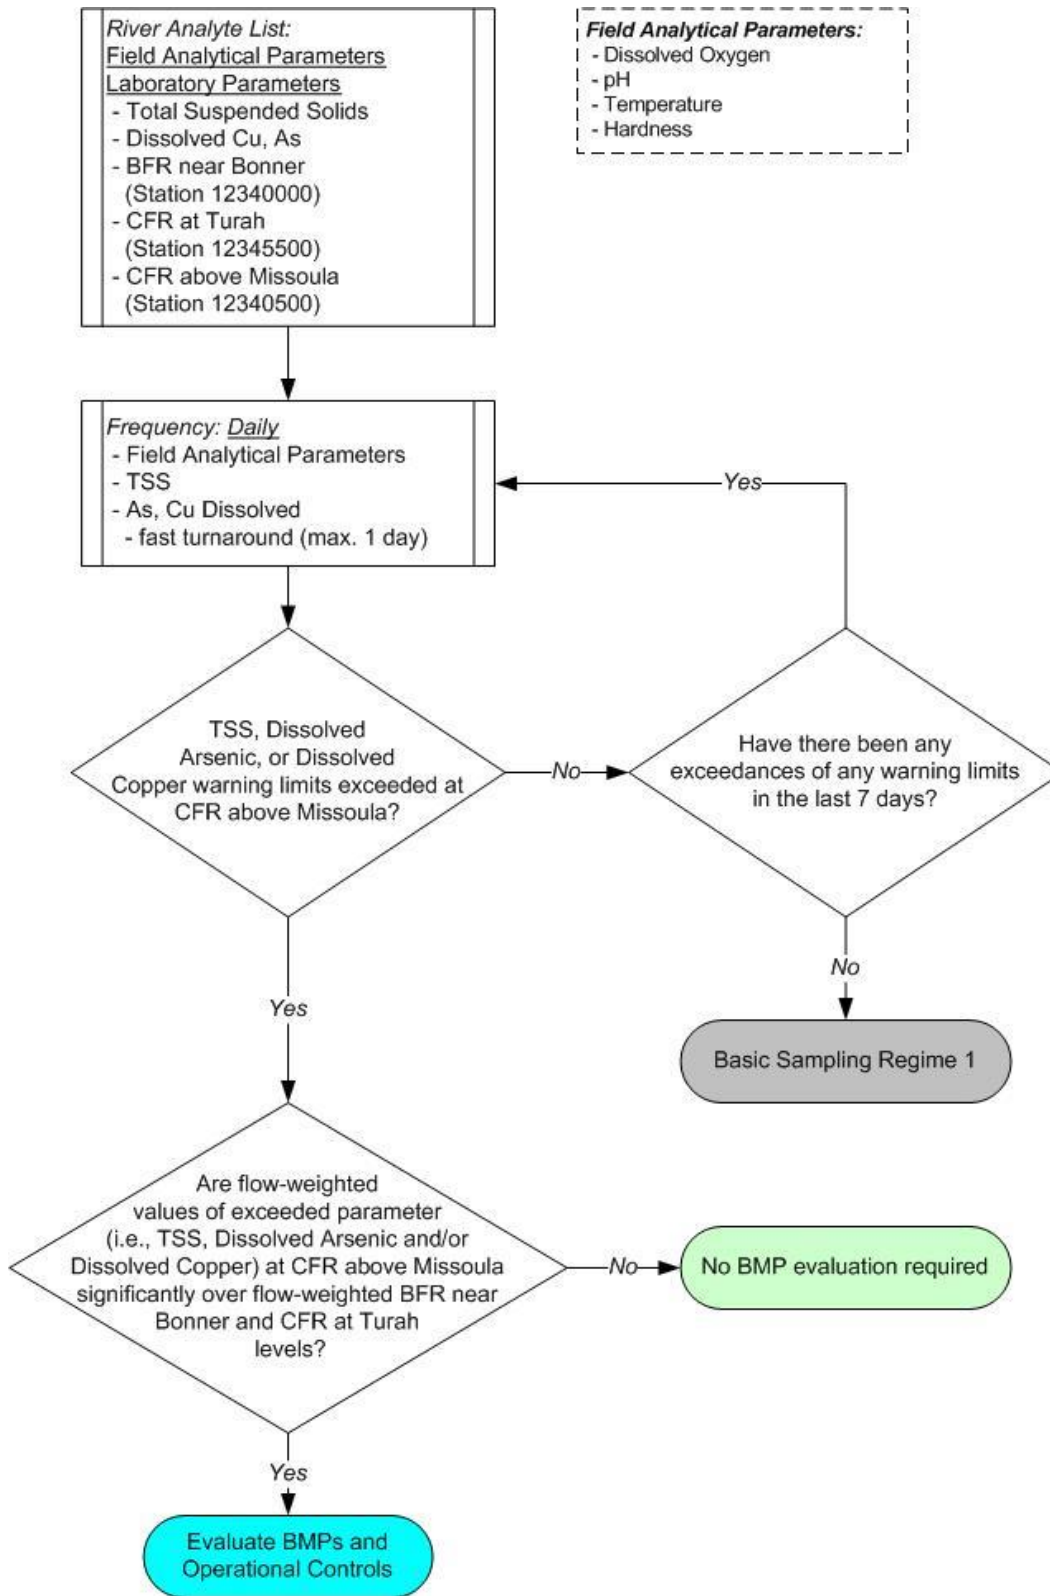 River Analyte List:
Field Analytical Parameters
Laboratory Parameters
- Total Suspended Solids
- Dissolved Cu, As
- BFR near Bonner
(Station 12340000)
- CFR at Turah
(Station 12345500)
- CFR above Missoula
(Station 12340500)
Field Analytical Parameters:
- Dissolved Oxygen
- pH
- Temperature
- Hardness
Frequency: Daily
- Field Analytical Parameters
- TSS
- As, Cu Dissolved
- fast turnaround (max. 1 day)
Yes
TSS, Dissolved
Arsenic, or Dissolved
Copper warning limits exceeded at
CFR above Missoula?
No
Have there been any
exceedances of any warning limits
in the last 7 days?
No
Basic Sampling Regime 1
Yes
Are flow-weighted
values of exceeded parameter
(i.e., TSS, Dissolved Arsenic and/or
Dissolved Copper) at CFR above Missoula
significantly over flow-weighted BFR near
Bonner and CFR at Turah
levels?
No
No BMP evaluation required
Yes
Evaluate BMPs and
Operational Controls